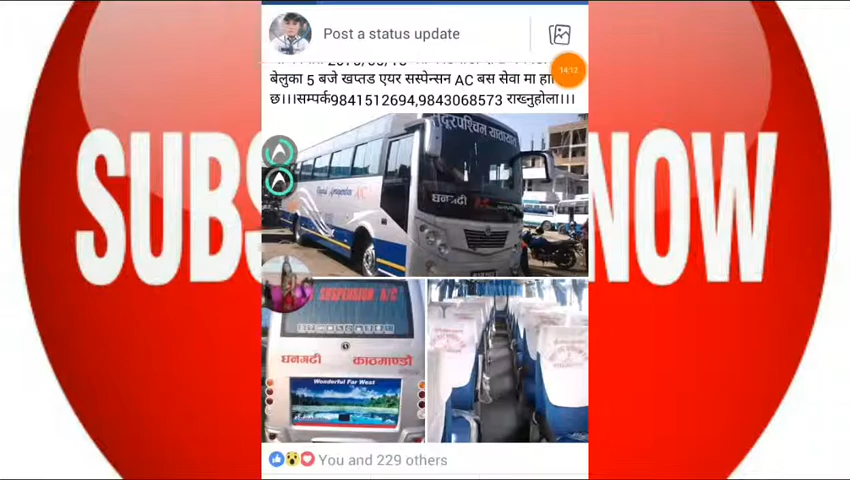 SUBS
NOW
Post a status update
14:12
बेलुका 5 बजे खप्तड एयर सस्पेन्सन AC बस सेवा मा
छ।।।सम्पर्क9841512694,9843068573 राख्नुहोला।।।
धनगढी A/C
SUSPENSION A/C
धनगढी काठमाण्डौ
Wonderful Far West
You and 229 others